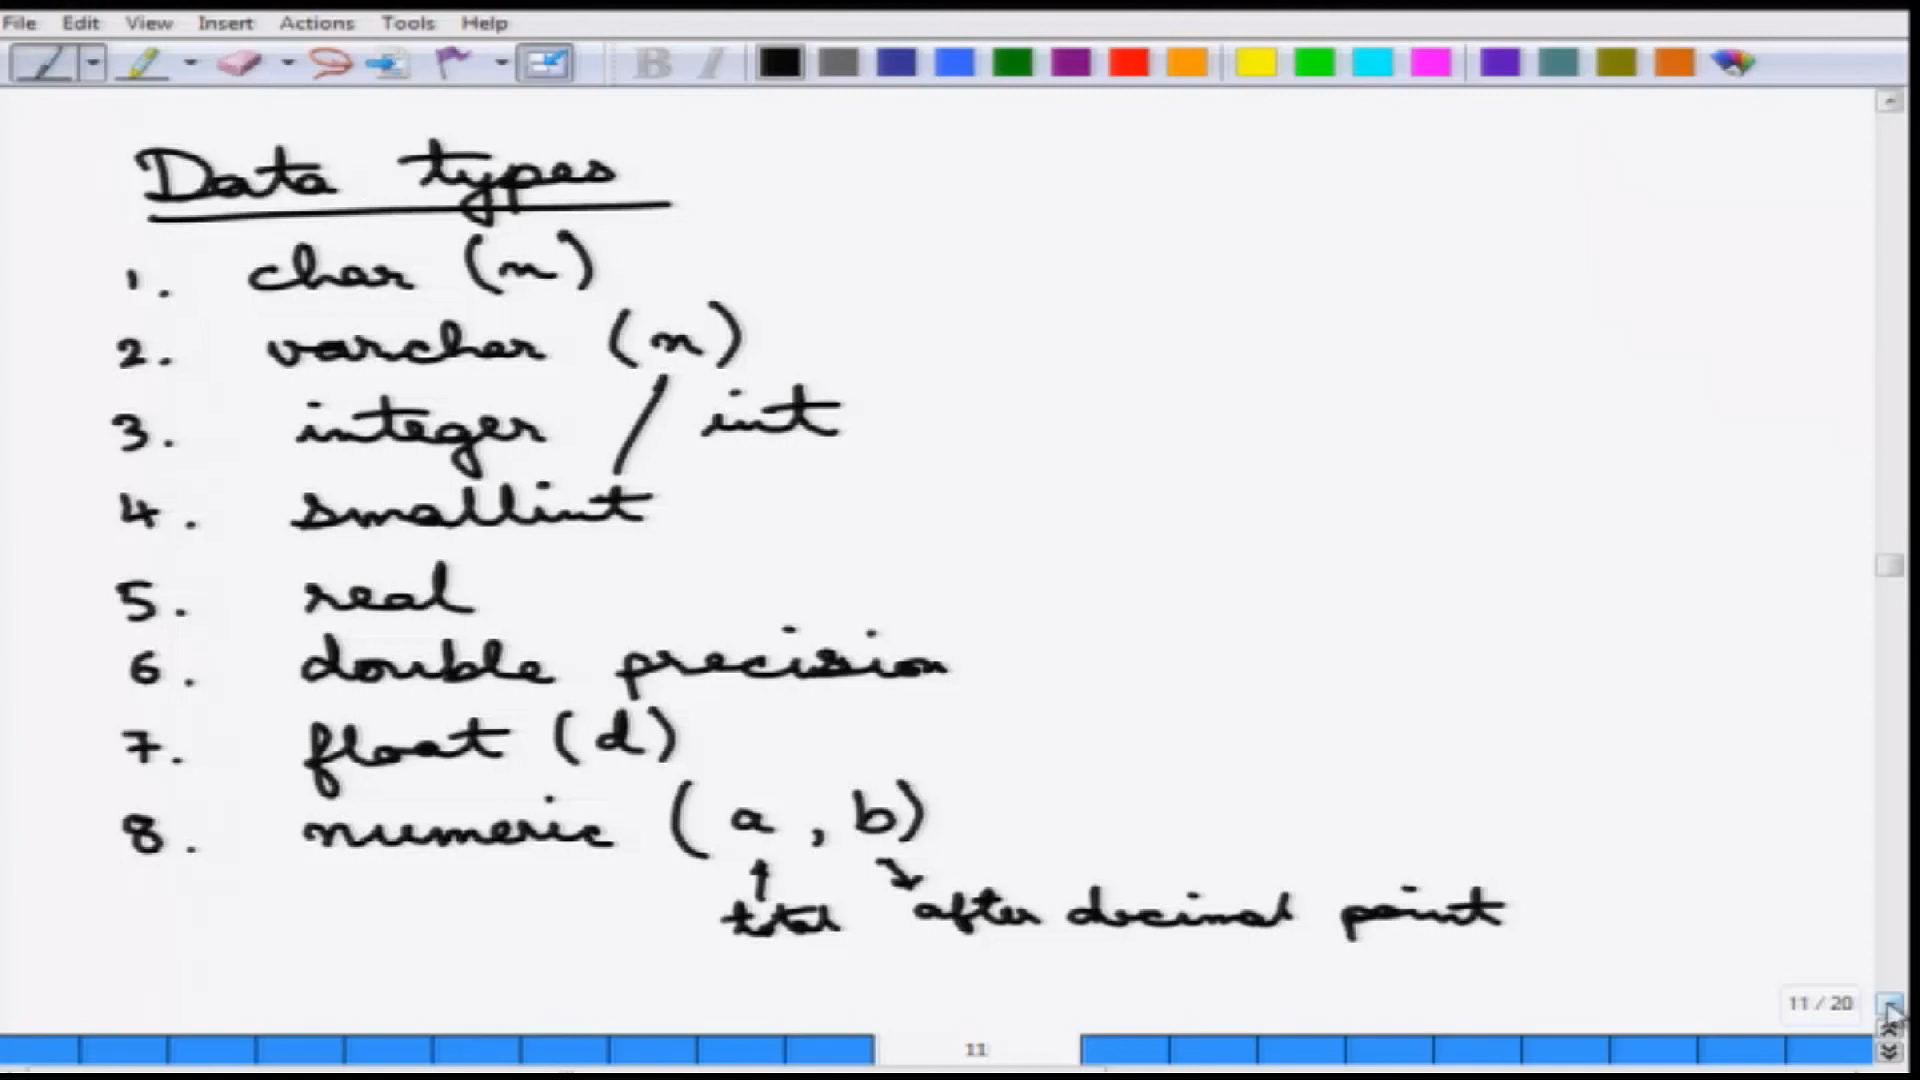 File Edit View Insert Actions Tools Help
B I
Data types
1. char (n)
2. varchar (n)
3. integer / int
4. smallint
5. real
6. double precision
7. float (d)
8. numeric (a, b)
total after decimal point
11 / 20
11